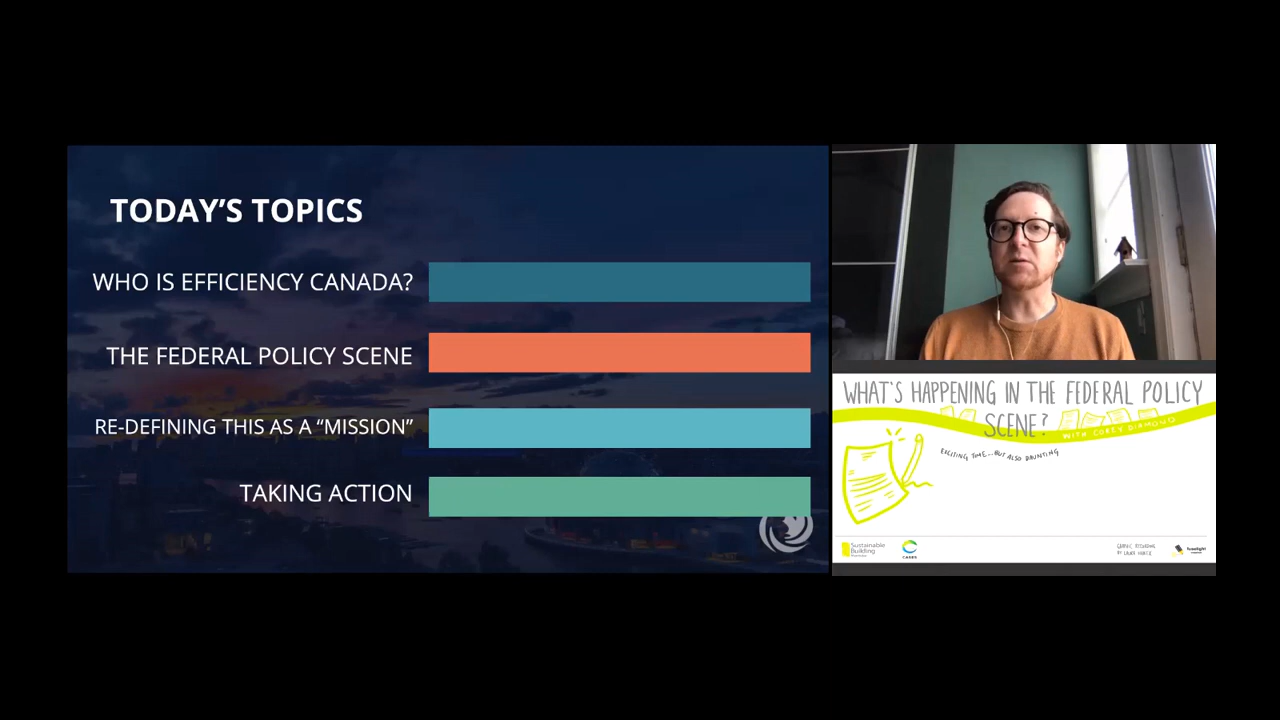 TODAY'S TOPICS
WHO IS EFFICIENCY CANADA?
THE FEDERAL POLICY SCENE
RE-DEFINING THIS AS A “MISSION”
TAKING ACTION
WHAT'S HAPPENING IN THE FEDERAL POLICY
SCENE?
WITH COREY DIAMOND
EXCITING TIME...BUT ALSO DAUNTING
Sustainable
Building